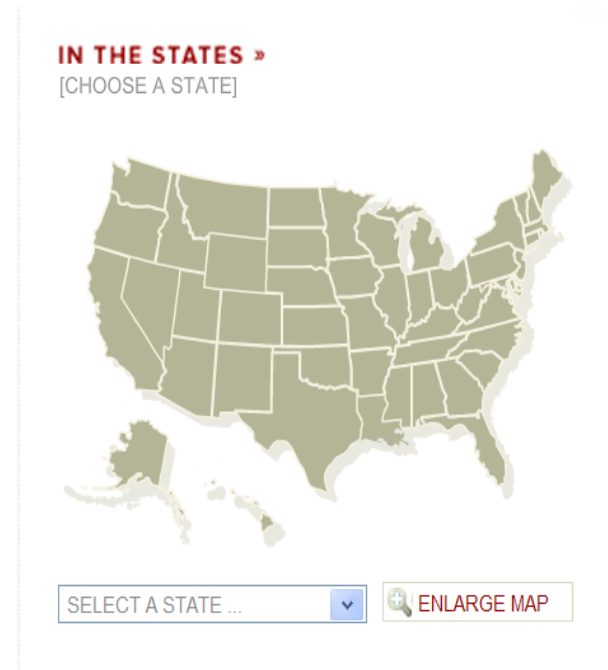 IN THE STATES »
[CHOOSE A STATE]
SELECT A STATE ...
ENLARGE MAP